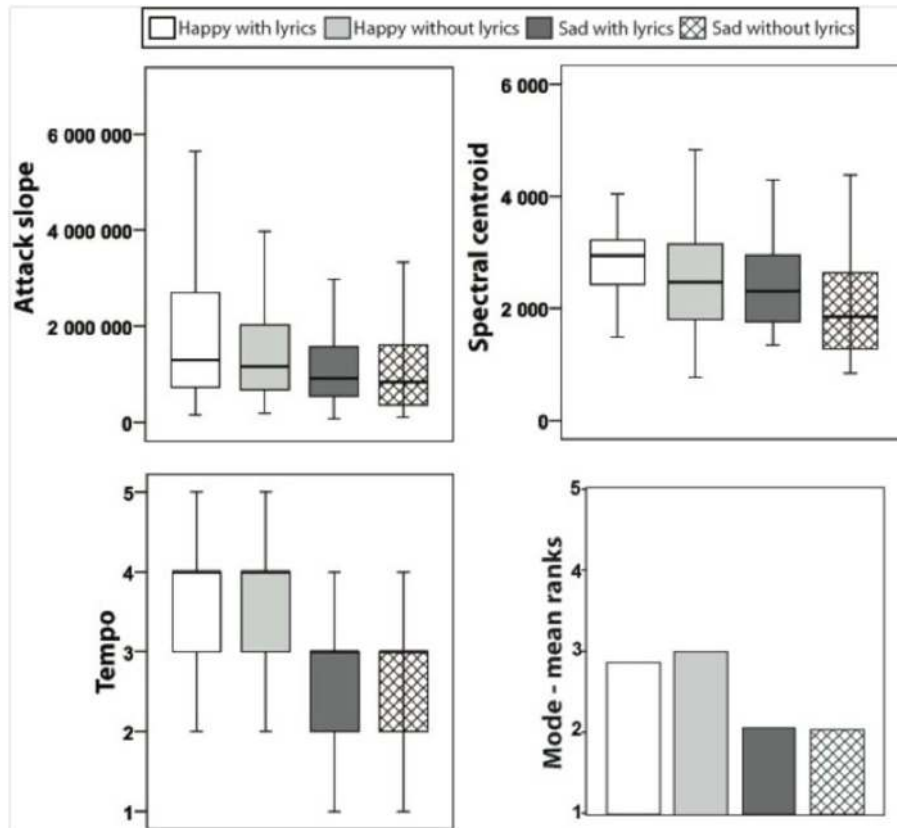 Happy with lyrics Happy without lyrics Sad with lyrics Sad without lyrics
Attack slope
6 000 000
4 000 000
2 000 000
0
Spectral centroid
6 000
4 000
2 000
0
Tempo
5
4
3
2
1
Mode - mean ranks
5
4
3
2
1